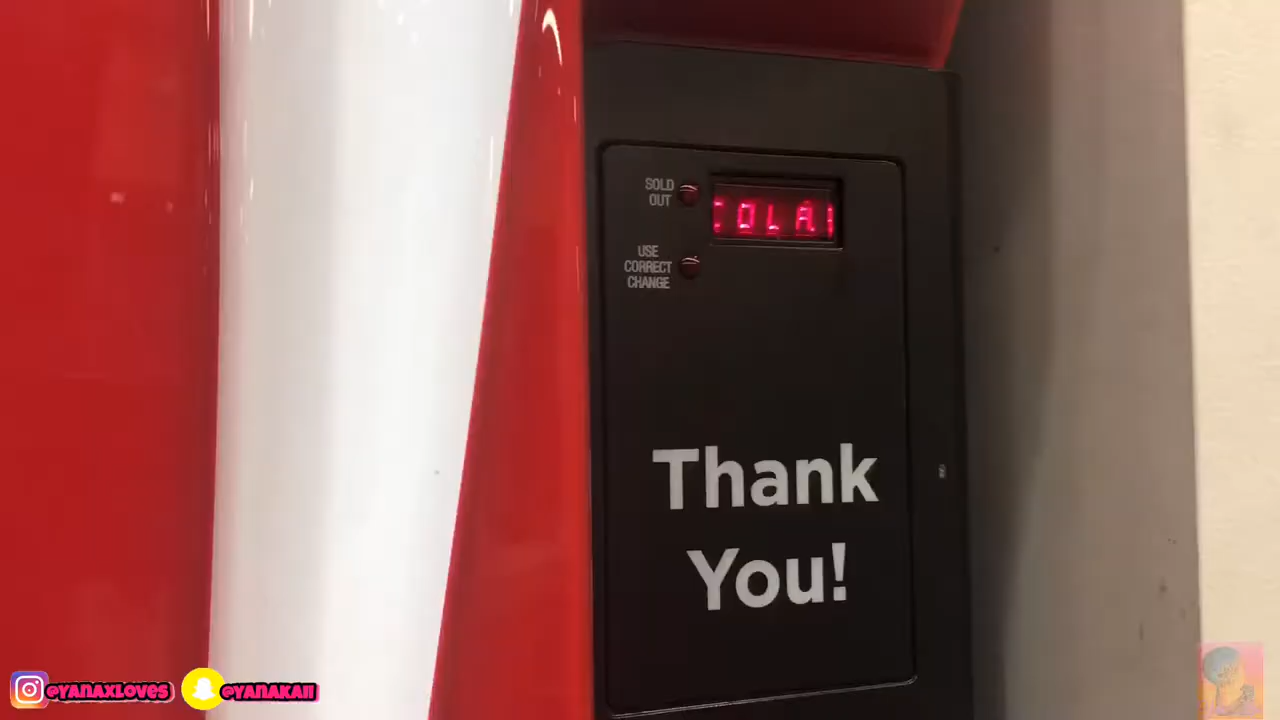 SOLD
OUT
COLA
USE
CORRECT
CHANGE
Thank
You!
@YANAXLOVES
@YANAKAII